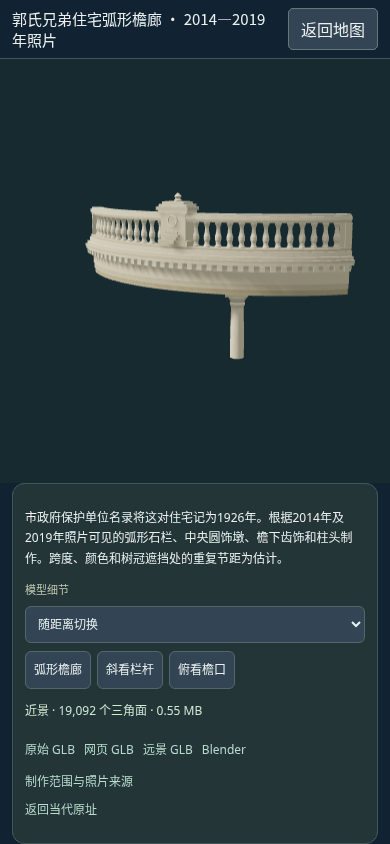 郭氏兄弟住宅弧形檐廊 · 2014—2019
年照片
返回地图
市政府保护单位名录将这对住宅记为1926年。根据2014年及
2019年照片可见的弧形石栏、中央圆饰墩、檐下齿饰和柱头制
作。跨度、颜色和树冠遮挡处的重复节距为估计。
模型细节
随距离切换
弧形檐廊 斜看栏杆 俯看檐口
近景 · 19,092 个三角面 · 0.55 MB
原始 GLB 网页 GLB 远景 GLB Blender
制作范围与照片来源
返回当代原址